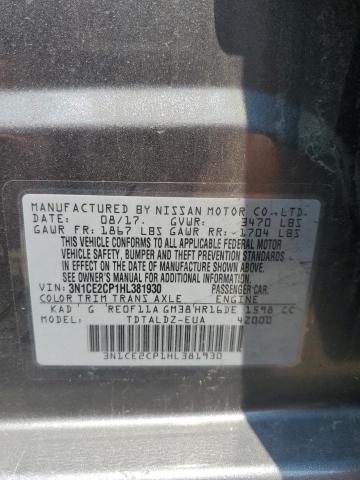 MANUFACTURED BY NISSAN MOTOR CO., LTD.
DATE: 08/17. GVWR: 3470 LBS
GAWR FR: 1867 LBS GAWR RR: 1704 LBS
THIS VEHICLE CONFORMS TO ALL APPLICABLE FEDERAL MOTOR
VEHICLE SAFETY, BUMPER AND THEFT PREVENTION STANDARDS
IN EFFECT ON THE DATE OF MANUFACTURE SHOWN ABOVE.
SEE OWNER'S MANUAL FOR ADDITIONAL INFORMATION
VIN: 3N1CE2CP1HL381930 PASSENGER CAR.
COLOR TRIM TRANS AXLE ENGINE
KAD G RE0F11A GM38 HR16DE 1598 CC
MODEL: TDTALDZ-EUA 42000
3N1CE2CP1HL381930